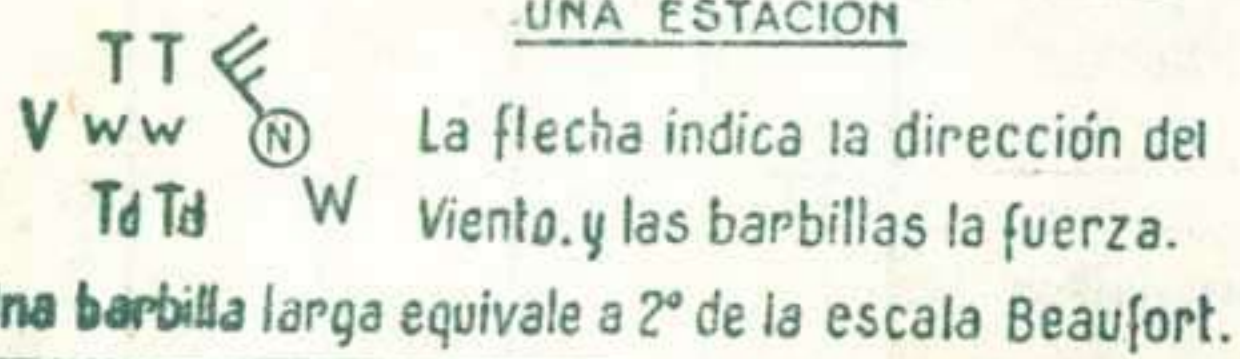 UNA ESTACION
TT
V ww N La flecha indica la dirección del
Td Td W Viento. y las barbillas la fuerza.
na barbilla larga equivale a 2° de la escala Beaufort.